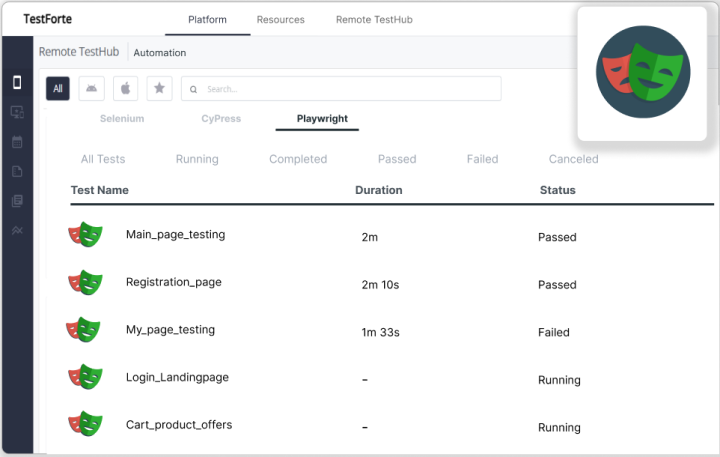 TestForte Platform Resources Remote TestHub
Remote TestHub Automation
All Search...
Selenium CyPress Playwright
All Tests Running Completed Passed Failed Canceled
Test Name Duration Status
Main_page_testing 2m Passed
Registration_page 2m 10s Passed
My_page_testing 1m 33s Failed
Login_Landingpage – Running
Cart_product_offers – Running